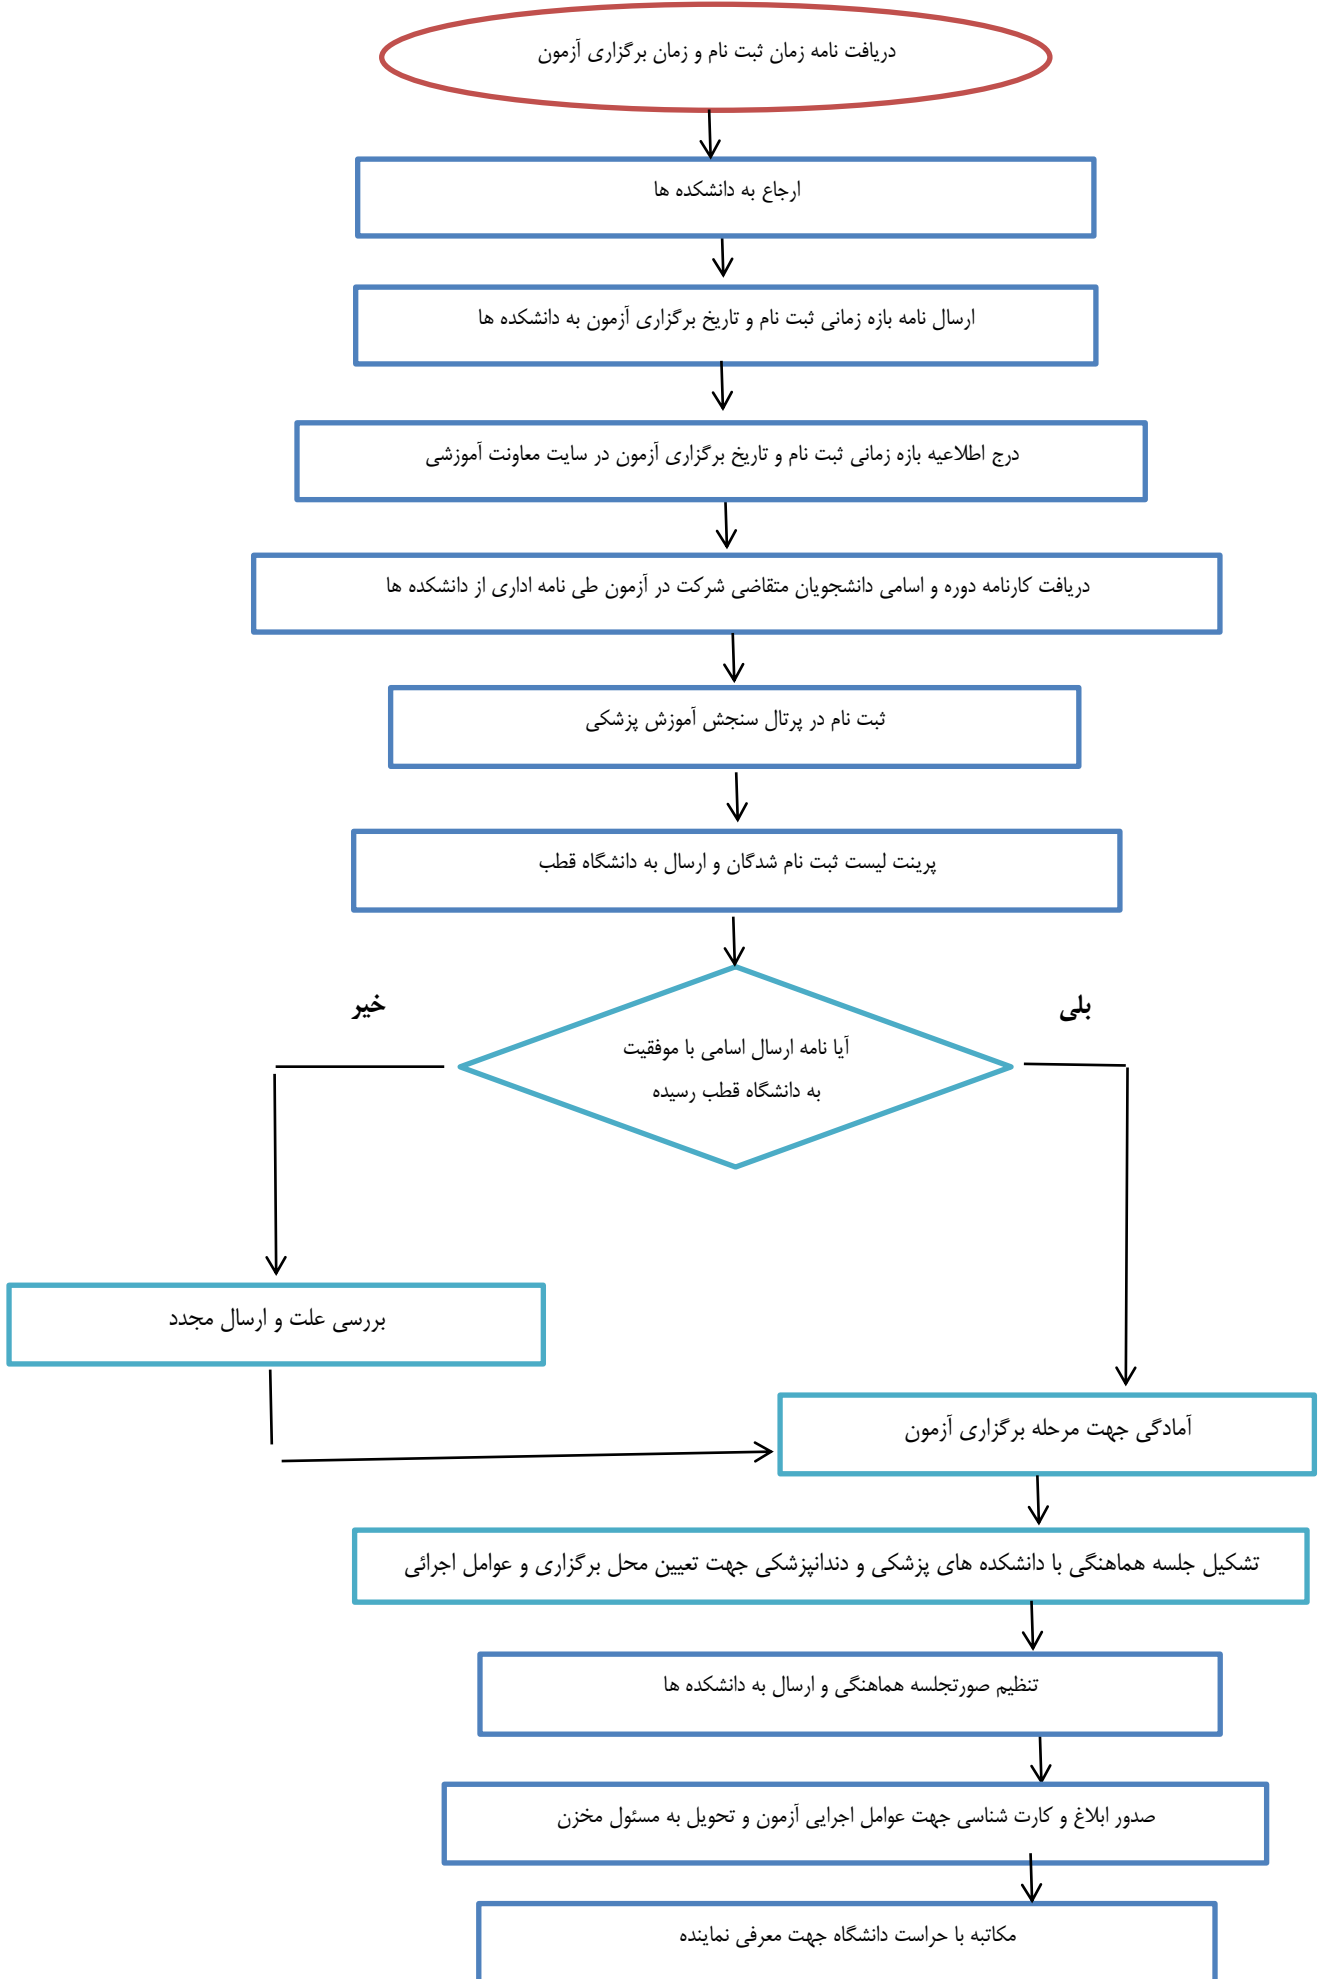 دریافت نامه زمان ثبت نام و زمان برگزاری آزمون
ارجاع به دانشکده ها
ارسال نامه بازه زمانی ثبت نام و تاریخ برگزاری آزمون به دانشکده ها
درج اطلاعیه بازه زمانی ثبت نام و تاریخ برگزاری آزمون در سایت معاونت آموزشی
دریافت کارنامه دوره و اسامی دانشجویان متقاضی شرکت در آزمون طی نامه اداری از دانشکده ها
ثبت نام در پرتال سنجش آموزش پزشکی
پرینت لیست ثبت نام شدگان و ارسال به دانشگاه قطب
بلی
خیر
آیا نامه ارسال اسامی با موفقیت
به دانشگاه قطب رسیده
بررسی علت و ارسال مجدد
آمادگی جهت مرحله برگزاری آزمون
تشکیل جلسه هماهنگی با دانشکده های پزشکی و دندانپزشکی جهت تعیین محل برگزاری و عوامل اجرائی
تنظیم صورتجلسه هماهنگی و ارسال به دانشکده ها
صدور ابلاغ و کارت شناسی جهت عوامل اجرایی آزمون و تحویل به مسئول مخزن
مکاتبه با حراست دانشگاه جهت معرفی نماینده